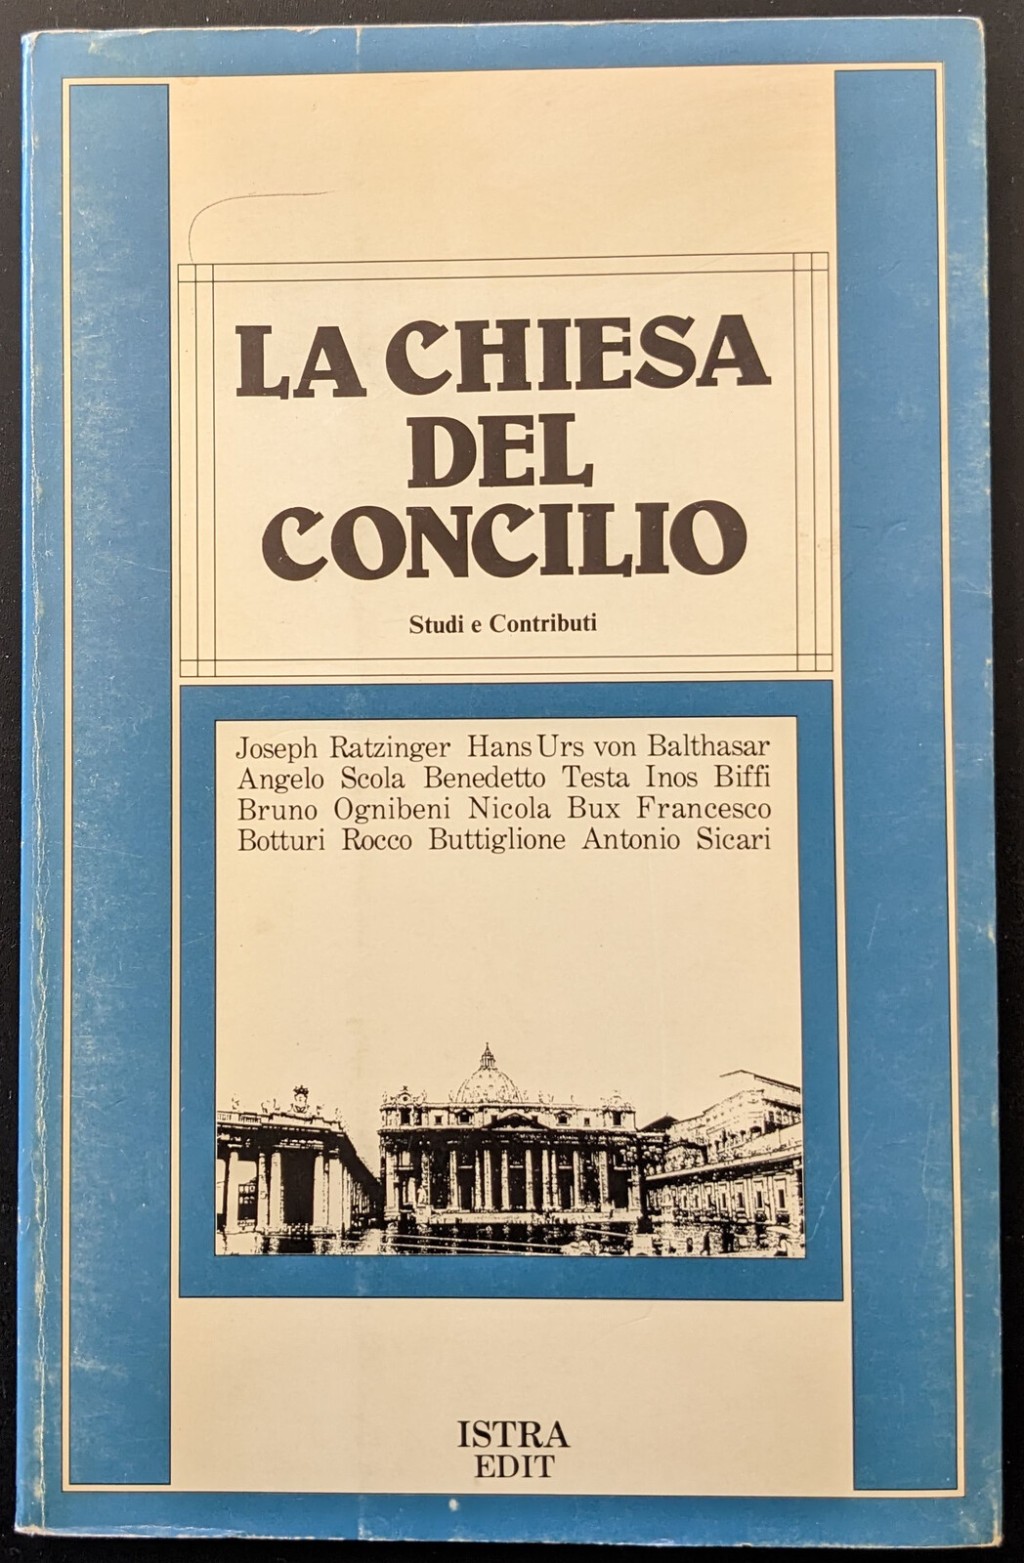 LA CHIESA
DEL
CONCILIO
Studi e Contributi
Joseph Ratzinger Hans Urs von Balthasar
Angelo Scola Benedetto Testa Inos Biffi
Bruno Ognibeni Nicola Bux Francesco
Botturi Rocco Buttiglione Antonio Sicari
ISTRA
EDIT